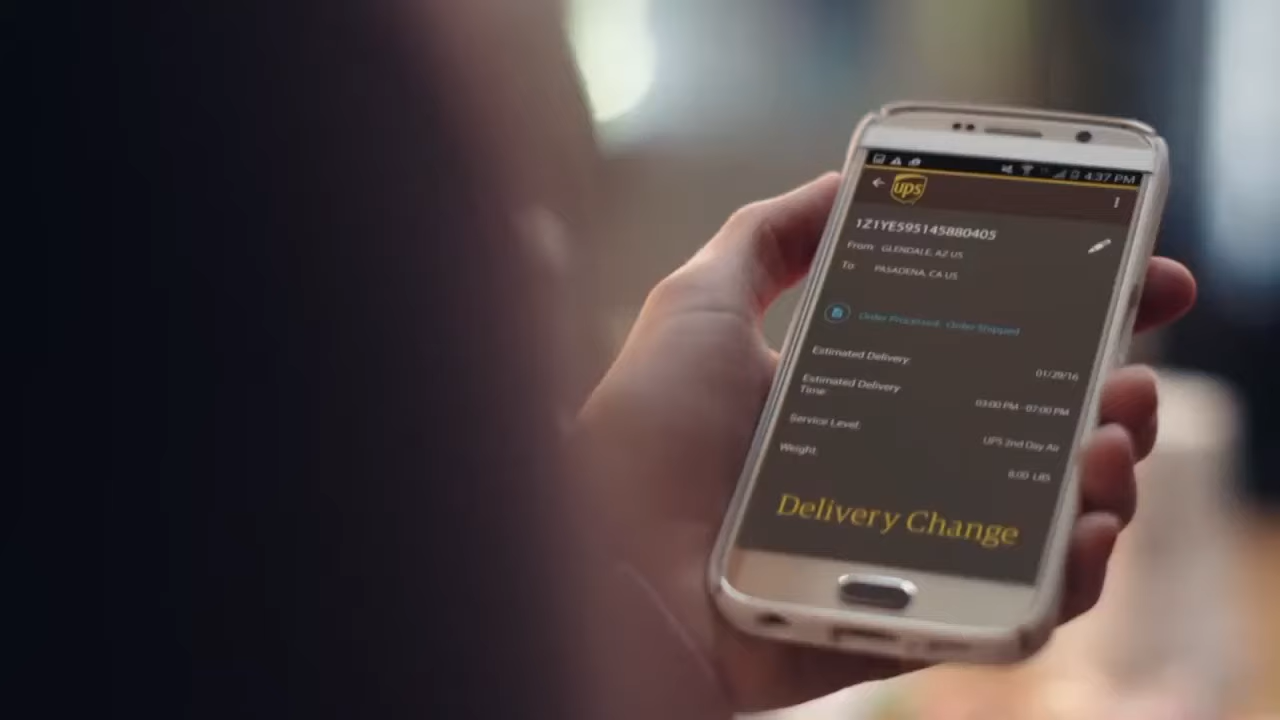 4:37 PM
ups
1Z1YE595145880405
From GLENDALE, AZ US
To PASADENA, CA US
Order Processed: Order Shipped
Estimated Delivery: 01/29/16
Estimated Delivery
Time: 03:00 PM - 07:00 PM
Service Level: UPS 2nd Day Air
Weight: 8.00 LBS
Delivery Change